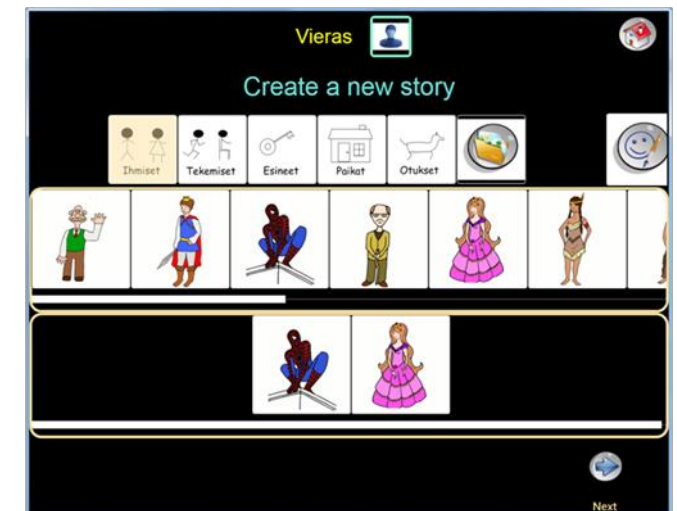 Vieras
Create a new story
Ihmiset Tekemiset Esineet Paikat Otukset
Next